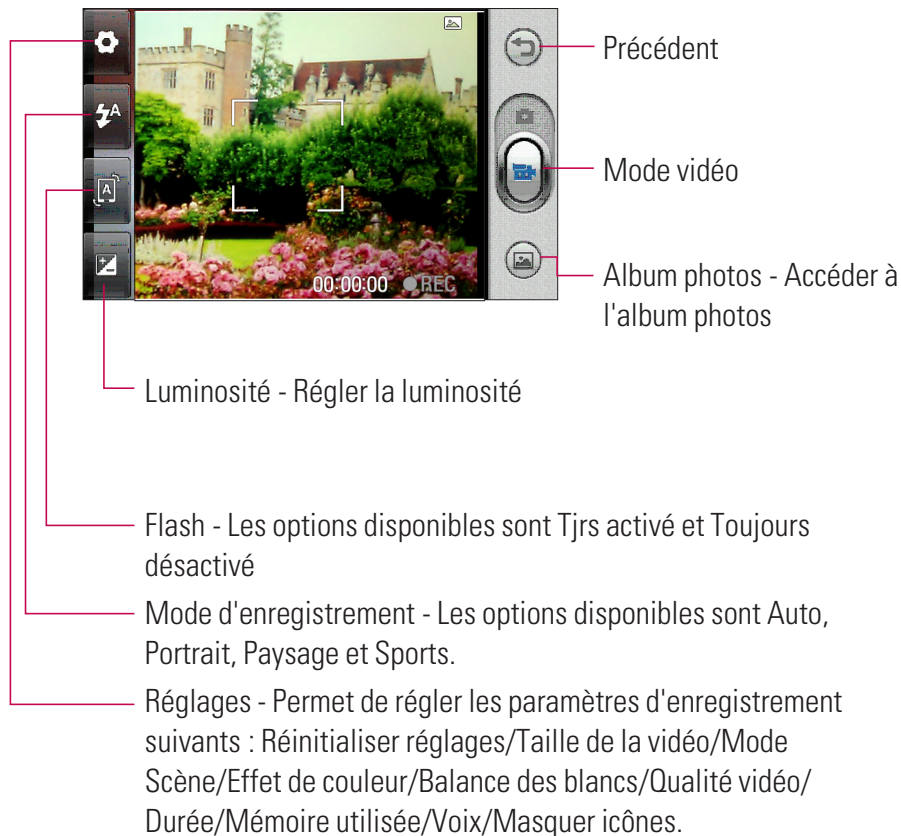 Précédent
A
Mode vidéo
A
00:00:00 REC
Album photos - Accéder à
l'album photos
Luminosité - Régler la luminosité
Flash - Les options disponibles sont Tjrs activé et Toujours
désactivé
Mode d'enregistrement - Les options disponibles sont Auto,
Portrait, Paysage et Sports.
Réglages - Permet de régler les paramètres d'enregistrement
suivants : Réinitialiser réglages/Taille de la vidéo/Mode
Scène/Effet de couleur/Balance des blancs/Qualité vidéo/
Durée/Mémoire utilisée/Voix/Masquer icônes.